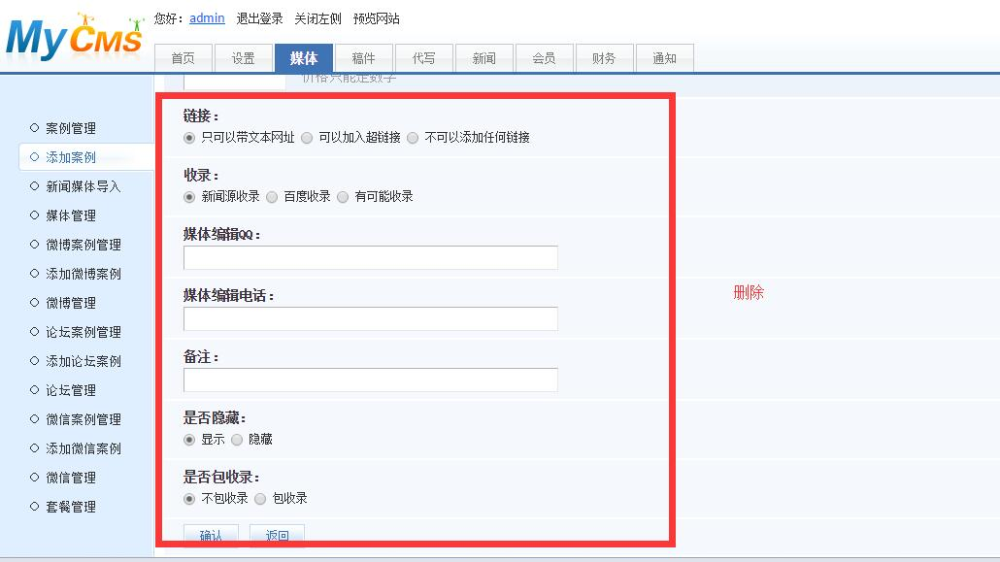 MyCMS
您好：admin 退出登录 关闭左侧 预览网站
首页 设置 媒体 稿件 代写 新闻 会员 财务 通知
价格只能是数字
案例管理
添加案例
新闻媒体导入
媒体管理
微博案例管理
添加微博案例
微博管理
论坛案例管理
添加论坛案例
论坛管理
微信案例管理
添加微信案例
微信管理
套餐管理
链接：
只可以带文本网址 可以加入超链接 不可以添加任何链接
收录：
新闻源收录 百度收录 有可能收录
媒体编辑QQ：
媒体编辑电话：
备注：
是否隐藏：
显示 隐藏
是否包收录：
不包收录 包收录
确认 返回
删除